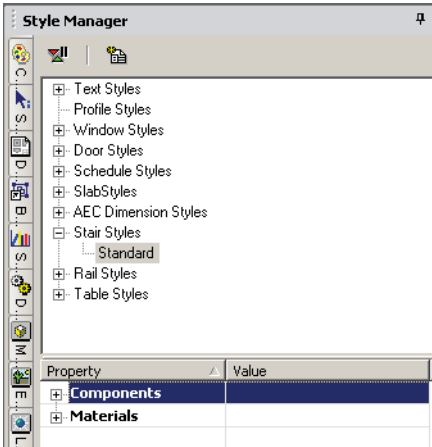 Style Manager
Text Styles
Profile Styles
Window Styles
Door Styles
Schedule Styles
SlabStyles
AEC Dimension Styles
Stair Styles
Standard
Rail Styles
Table Styles
Property Value
Components
Materials
C...
S...
D...
B...
S...
D...
M...
E...
L